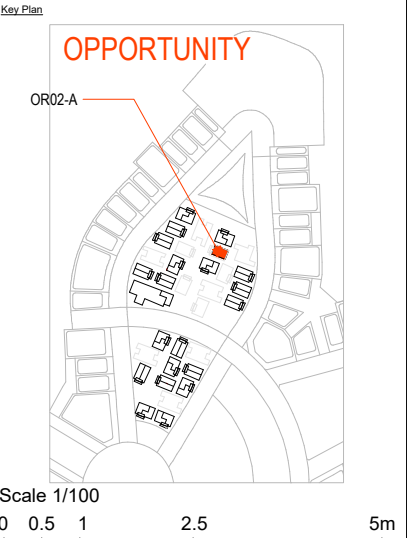 Key Plan
OPPORTUNITY
OR02-A
Scale 1/100
0 0.5 1 2.5 5m